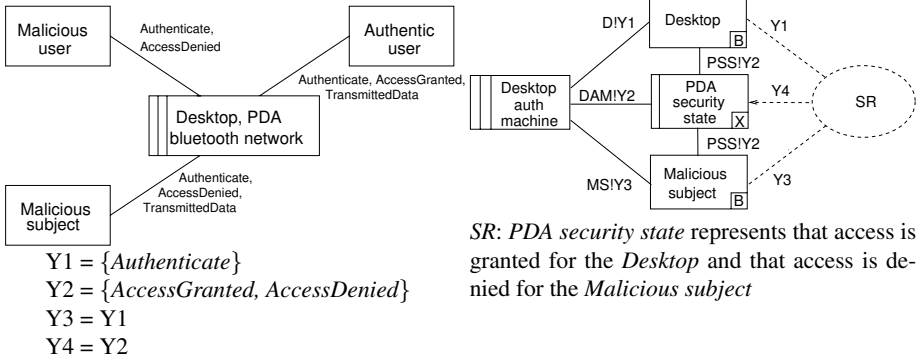 Malicious
user
Authenticate,
AccessDenied
Authentic
user
Authenticate, AccessGranted,
TransmittedData
Desktop, PDA
bluetooth network
Authenticate,
AccessDenied,
TransmittedData
Malicious
subject
Y1 = {Authenticate}
Y2 = {AccessGranted, AccessDenied}
Y3 = Y1
Y4 = Y2
Desktop
B
D!Y1
Y1
PSS!Y2
Desktop
auth
machine
DAM!Y2
PDA
security
state
X
Y4
SR
PSS!Y2
MS!Y3
Malicious
subject
B
Y3
SR: PDA security state represents that access is
granted for the Desktop and that access is de-
nied for the Malicious subject